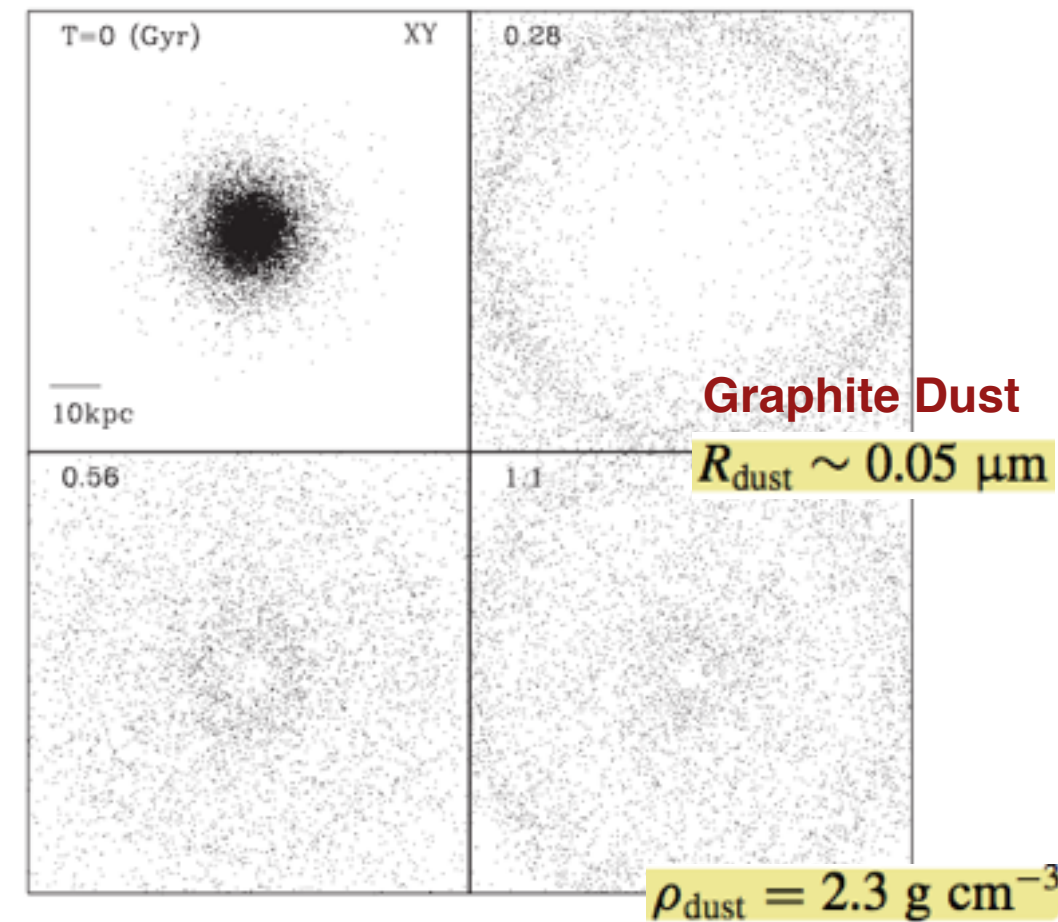 T=0 (Gyr) XY
0.28
10kpc
Graphite Dust
R_dust ∼ 0.05 μm
0.56
1.1
ρ_dust = 2.3 g cm⁻³